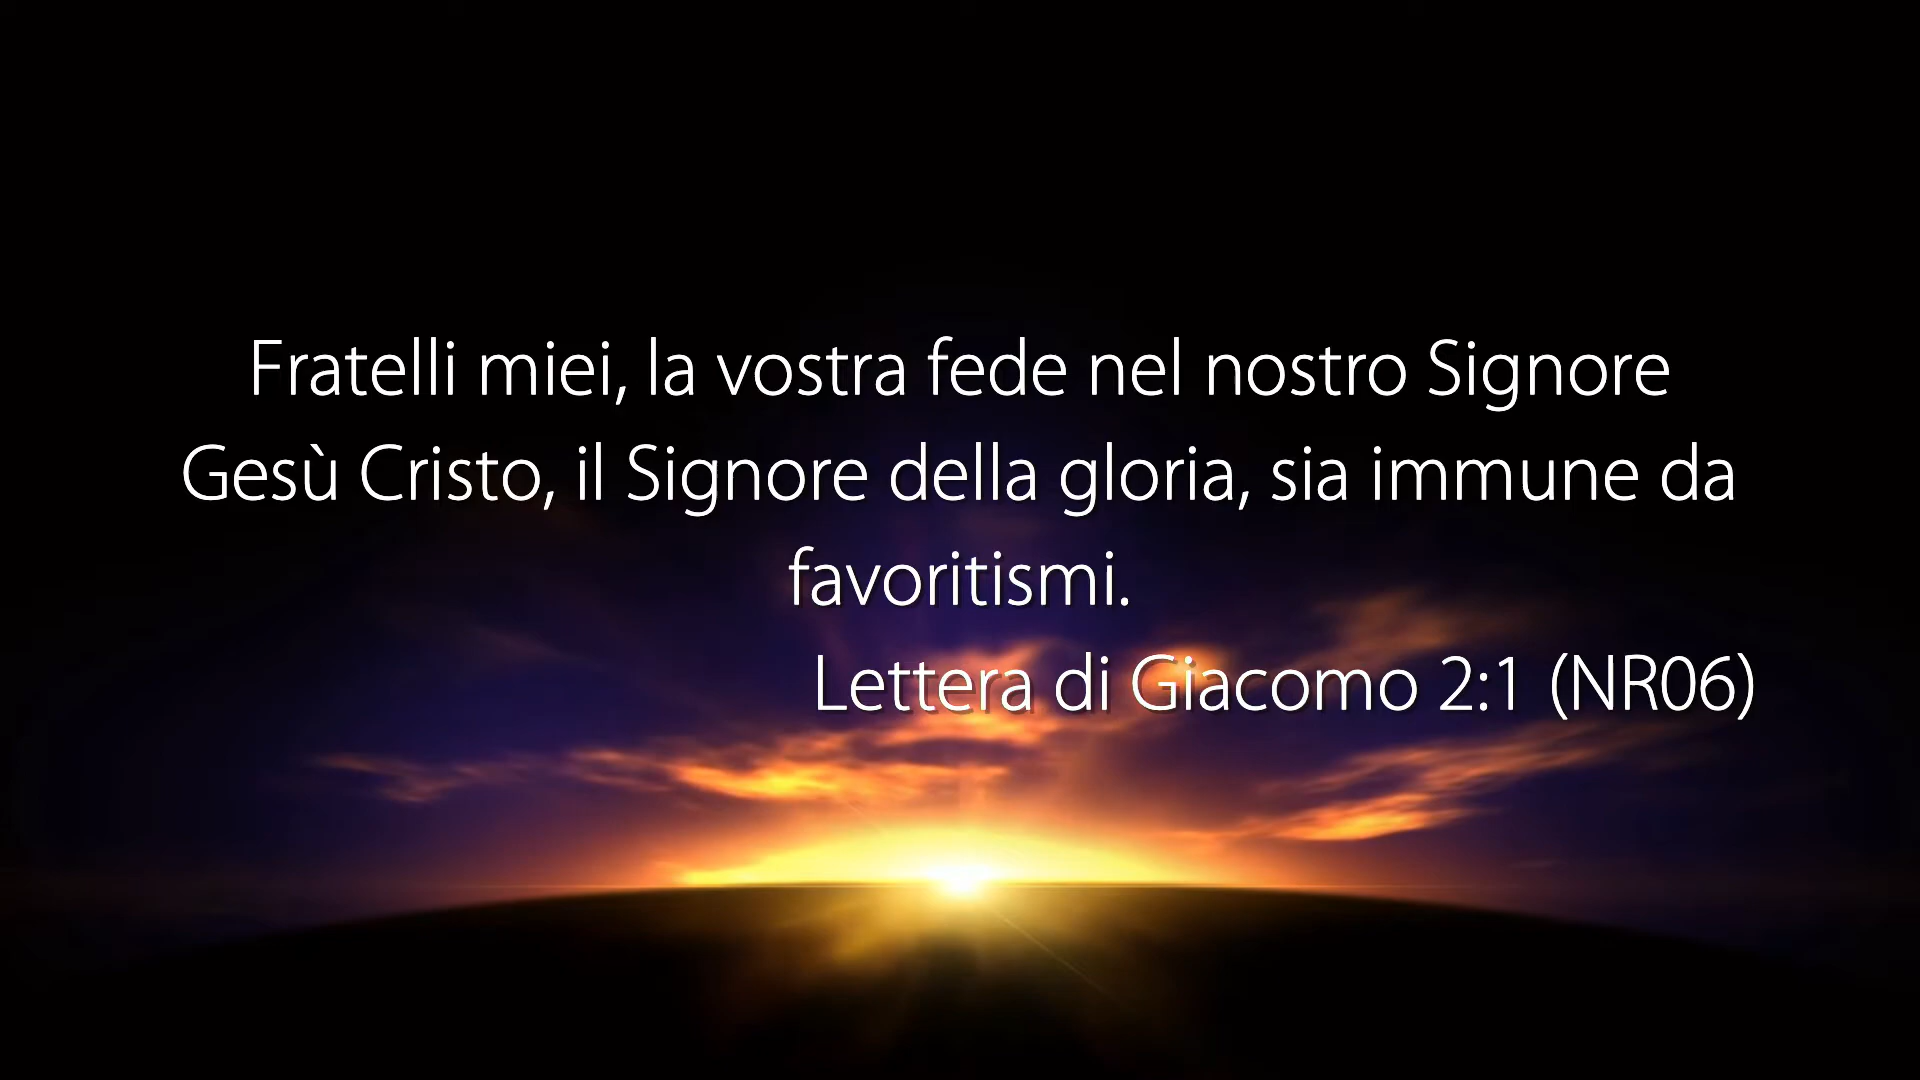 Fratelli miei, la vostra fede nel nostro Signore
Gesù Cristo, il Signore della gloria, sia immune da
favoritismi.
Lettera di Giacomo 2:1 (NR06)